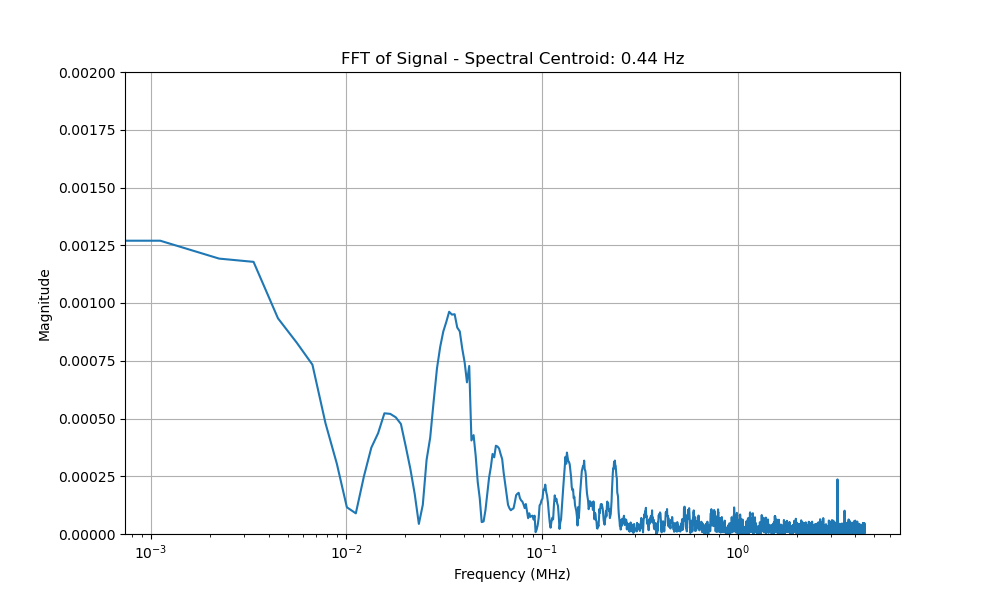 FFT of Signal - Spectral Centroid: 0.44 Hz
0.00200
0.00175
0.00150
0.00125
0.00100
0.00075
0.00050
0.00025
0.00000
Magnitude
10⁻³ 10⁻² 10⁻¹ 10⁰
Frequency (MHz)